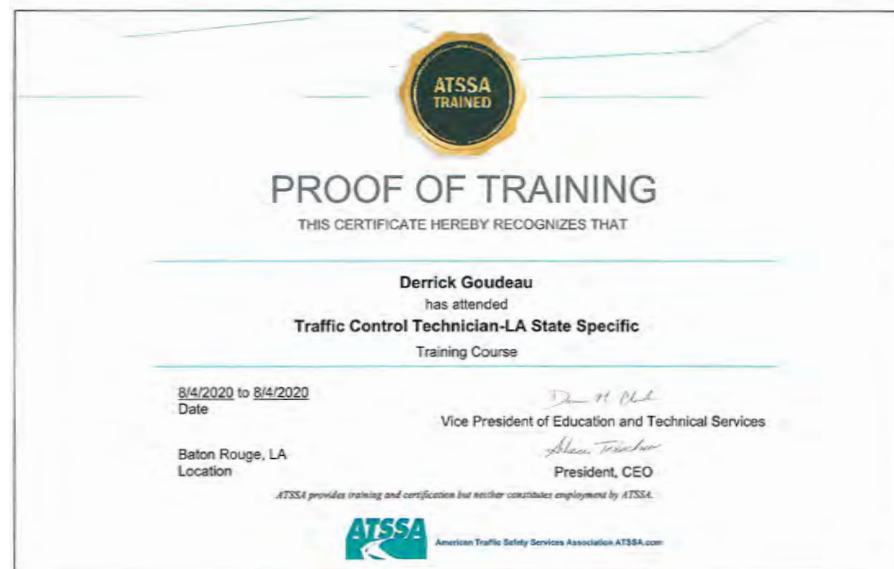 ATSSA
TRAINED
PROOF OF TRAINING
THIS CERTIFICATE HEREBY RECOGNIZES THAT
Derrick Goudeau
has attended
Traffic Control Technician-LA State Specific
Training Course
8/4/2020 to 8/4/2020
Date
Vice President of Education and Technical Services
Baton Rouge, LA
Location
President, CEO
ATSSA provides training and certification but neither constitutes employment by ATSSA.
ATSSA
American Traffic Safety Services Association ATSSA.com